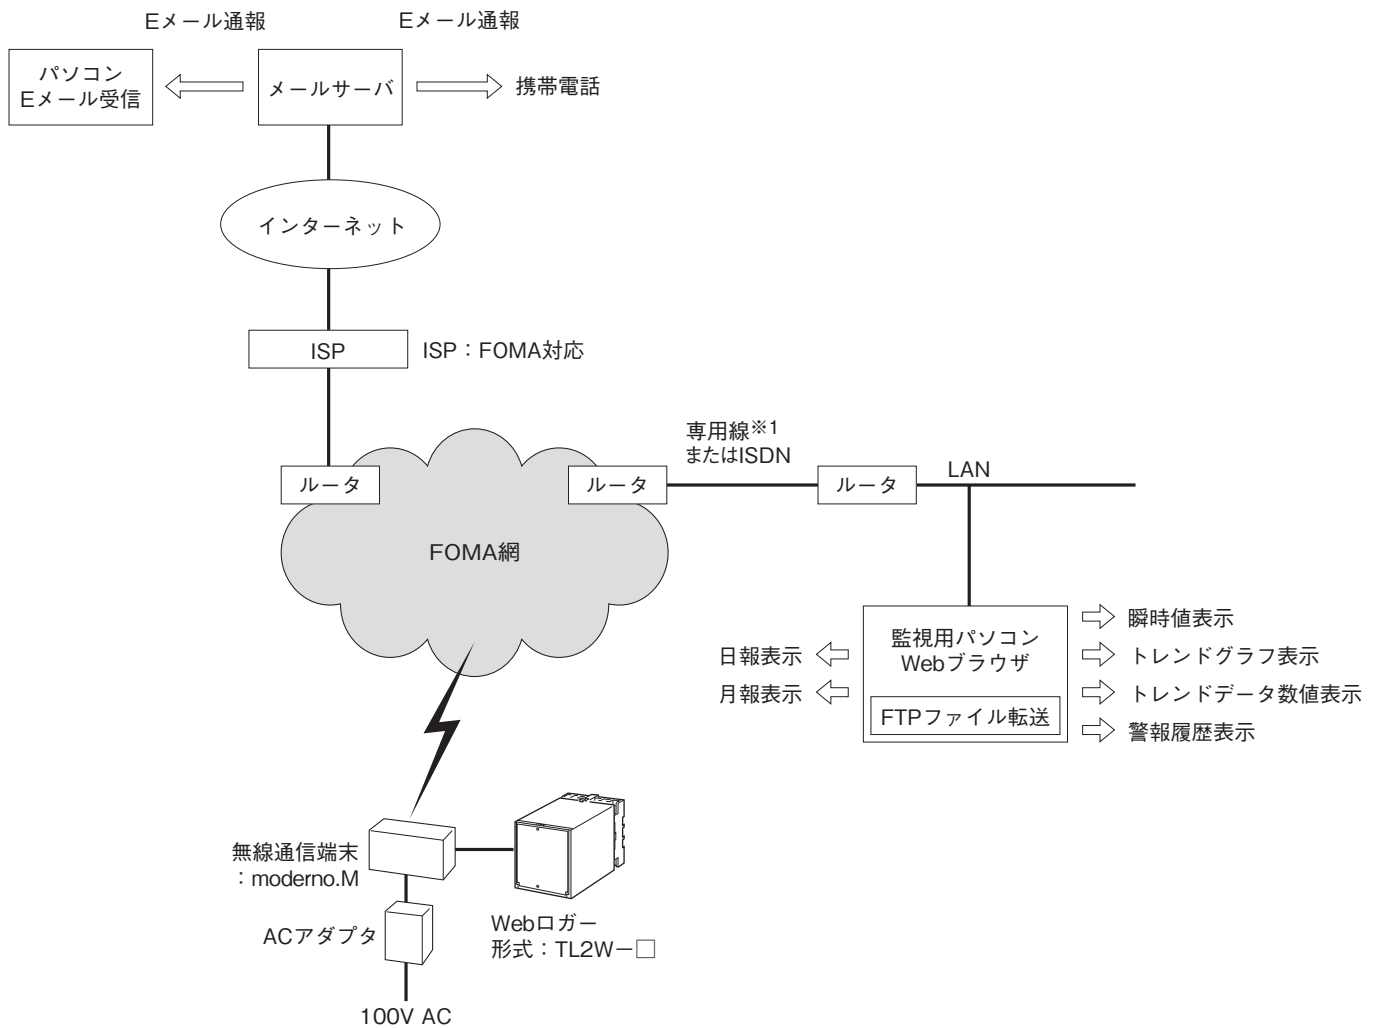 Eメール通報
Eメール通報
パソコン
Eメール受信
メールサーバ
携帯電話
インターネット
ISP
ISP：FOMA対応
専用線※1
またはISDN
ルータ
ルータ
ルータ
LAN
FOMA網
監視用パソコン
Webブラウザ
FTPファイル転送
日報表示
月報表示
瞬時値表示
トレンドグラフ表示
トレンドデータ数値表示
警報履歴表示
無線通信端末
：moderno.M
ACアダプタ
Webロガー
形式：TL2W－□
100V AC